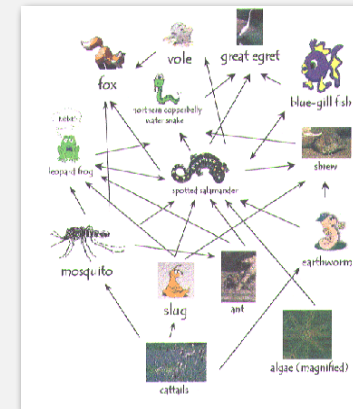 vole
great egret
fox
northern copperbelly
water snake
blue-gill fish
leopard frog
spotted salamander
shrew
mosquito
earthworm
slug
ant
algae (magnified)
cattails